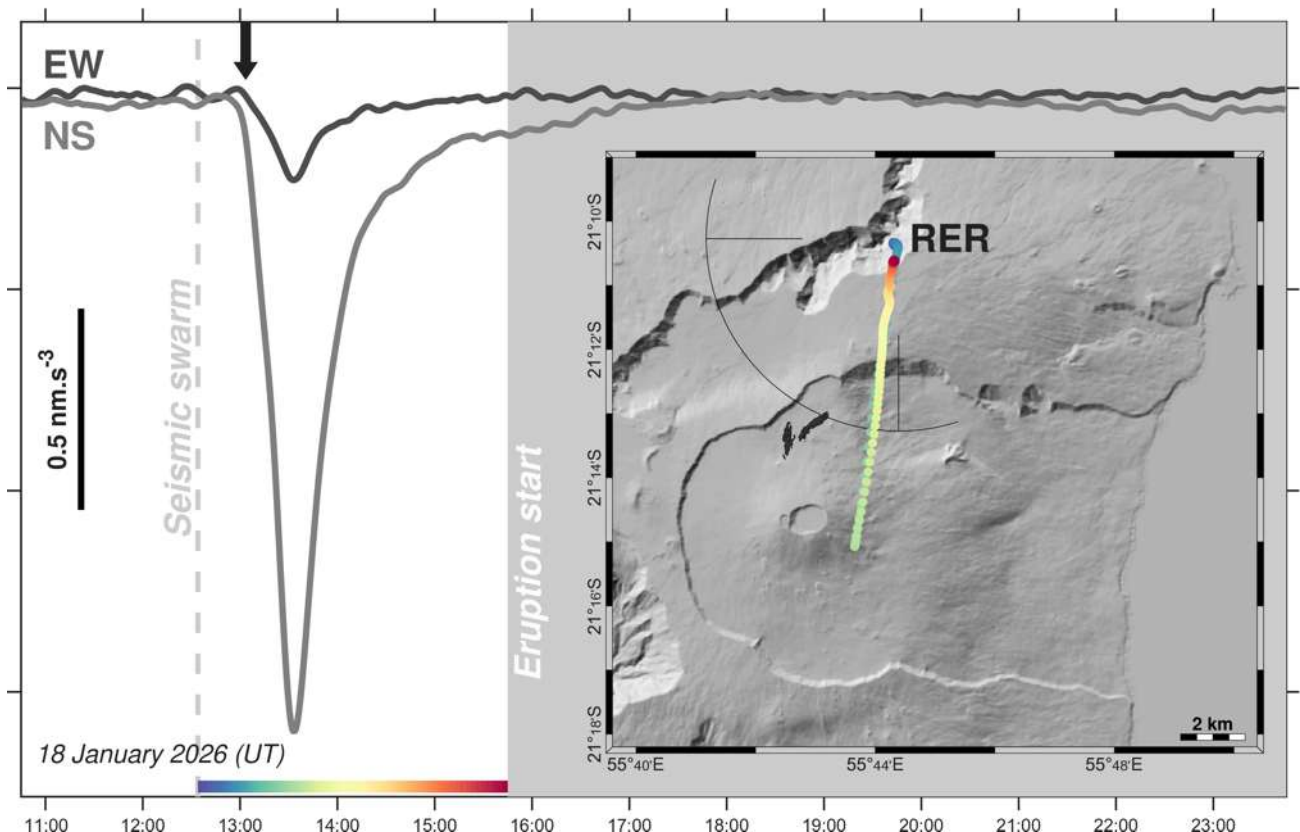 EW
NS
Seismic swarm
0.5 nm.s-3
Eruption start
18 January 2026 (UT)
RER
21°10'S
21°12'S
21°14'S
21°16'S
21°18'S
2 km
55°40'E
55°44'E
55°48'E
11:00 12:00 13:00 14:00 15:00 16:00 17:00 18:00 19:00 20:00 21:00 22:00 23:00